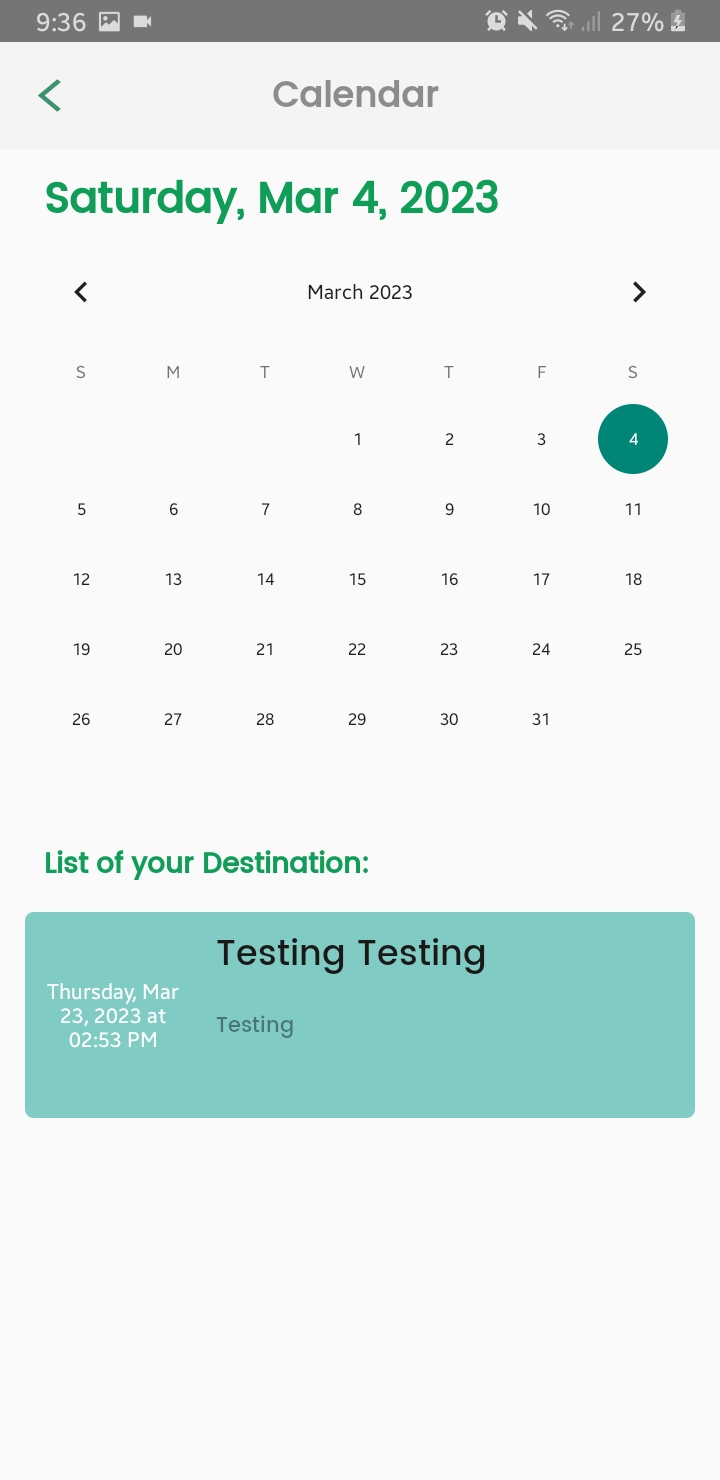 9:36 27%
Calendar
Saturday, Mar 4, 2023
March 2023
S M T W T F S
1 2 3 4
5 6 7 8 9 10 11
12 13 14 15 16 17 18
19 20 21 22 23 24 25
26 27 28 29 30 31
List of your Destination:
Testing Testing
Thursday, Mar
23, 2023 at
02:53 PM
Testing